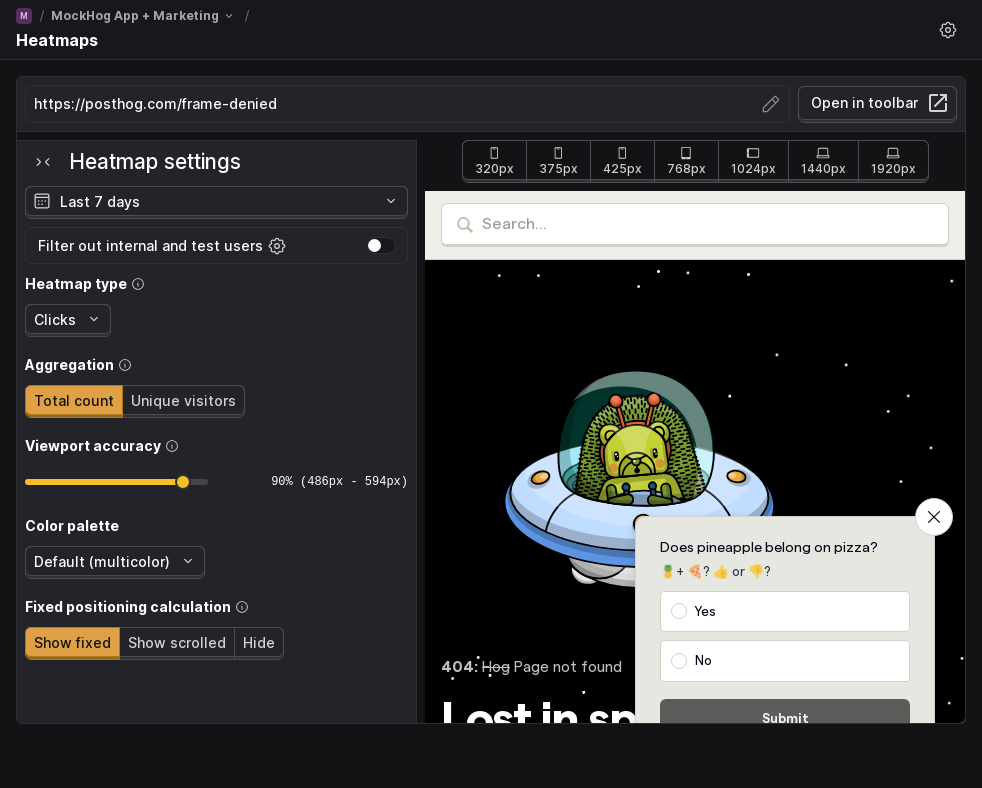 M / MockHog App + Marketing /
Heatmaps
https://posthog.com/frame-denied
Open in toolbar
Heatmap settings
Last 7 days
Filter out internal and test users
Heatmap type
Clicks
Aggregation
Total count Unique visitors
Viewport accuracy
90% (486px - 594px)
Color palette
Default (multicolor)
Fixed positioning calculation
Show fixed Show scrolled Hide
320px 375px 425px 768px 1024px 1440px 1920px
Search...
Does pineapple belong on pizza?
🍍+ 🍕? 👍 or 👎?
Yes
No
Submit
404: Hog Page not found
Lost in sp